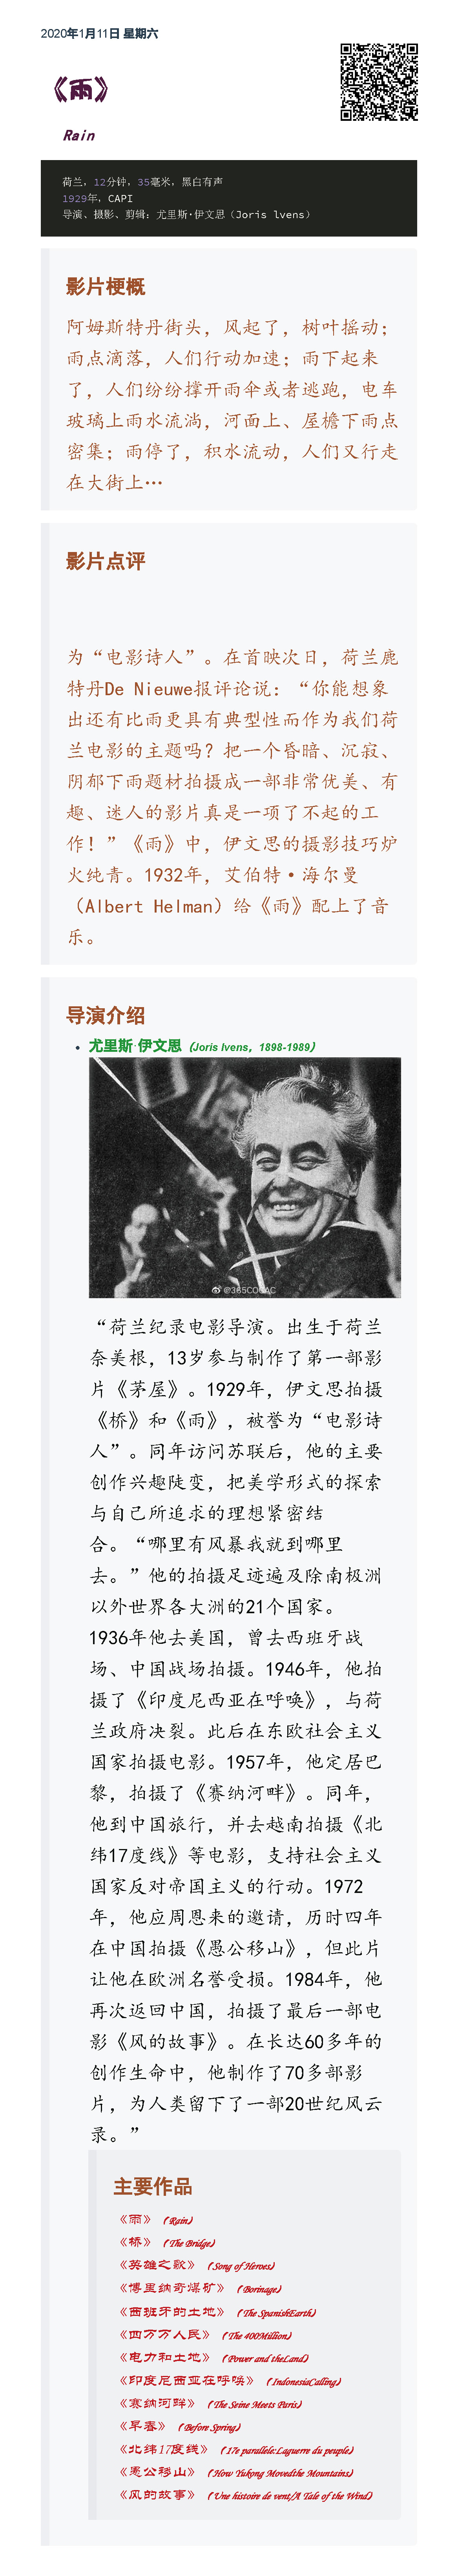 2020年1月11日 星期六
《雨》
Rain
荷兰，12分钟，35毫米，黑白有声
1929年，CAPI
导演、摄影、剪辑：尤里斯·伊文思（Joris lvens）
影片梗概
阿姆斯特丹街头，风起了，树叶摇动；
雨点滴落，人们行动加速；雨下起来
了，人们纷纷撑开雨伞或者逃跑，电车
玻璃上雨水流淌，河面上、屋檐下雨点
密集；雨停了，积水流动，人们又行走
在大街上…
影片点评
为“电影诗人”。在首映次日，荷兰鹿
特丹De Nieuwe报评论说：“你能想象
出还有比雨更具有典型性而作为我们荷
兰电影的主题吗？把一个昏暗、沉寂、
阴郁下雨题材拍摄成一部非常优美、有
趣、迷人的影片真是一项了不起的工
作！”《雨》中，伊文思的摄影技巧炉
火纯青。1932年，艾伯特·海尔曼
（Albert Helman）给《雨》配上了音
乐。
导演介绍
尤里斯·伊文思（Joris lvens，1898-1989）
@365COCAC
“荷兰纪录电影导演。出生于荷兰
奈美根，13岁参与制作了第一部影
片《茅屋》。1929年，伊文思拍摄
《桥》和《雨》，被誉为“电影诗
人”。同年访问苏联后，他的主要
创作兴趣陡变，把美学形式的探索
与自己所追求的理想紧密结
合。“哪里有风暴我就到哪里
去。”他的拍摄足迹遍及除南极洲
以外世界各大洲的21个国家。
1936年他去美国，曾去西班牙战
场、中国战场拍摄。1946年，他拍
摄了《印度尼西亚在呼唤》，与荷
兰政府决裂。此后在东欧社会主义
国家拍摄电影。1957年，他定居巴
黎，拍摄了《赛纳河畔》。同年，
他到中国旅行，并去越南拍摄《北
纬17度线》等电影，支持社会主义
国家反对帝国主义的行动。1972
年，他应周恩来的邀请，历时四年
在中国拍摄《愚公移山》，但此片
让他在欧洲名誉受损。1984年，他
再次返回中国，拍摄了最后一部电
影《风的故事》。在长达60多年的
创作生命中，他制作了70多部影
片，为人类留下了一部20世纪风云
录。”
主要作品
《雨》（Rain）
《桥》（The Bridge）
《英雄之歌》（Song of Heroes）
《博里纳奇煤矿》（Borinage）
《西班牙的土地》（The SpanishEarth）
《四万万人民》（The 400Million）
《电力和土地》（Power and theLand）
《印度尼西亚在呼唤》（IndonesiaCalling）
《赛纳河畔》（The Seine Meets Paris）
《早春》（Before Spring）
《北纬17度线》（17e parallèle:Laguerre du peuple）
《愚公移山》（How Yukong Movedthe Mountains）
《风的故事》（Une histoire de vent/A Tale of the Wind）